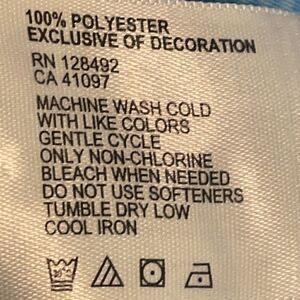 100% POLYESTER
EXCLUSIVE OF DECORATION
RN 128492
CA 41097
MACHINE WASH COLD
WITH LIKE COLORS
GENTLE CYCLE
ONLY NON-CHLORINE
BLEACH WHEN NEEDED
DO NOT USE SOFTENERS
TUMBLE DRY LOW
COOL IRON